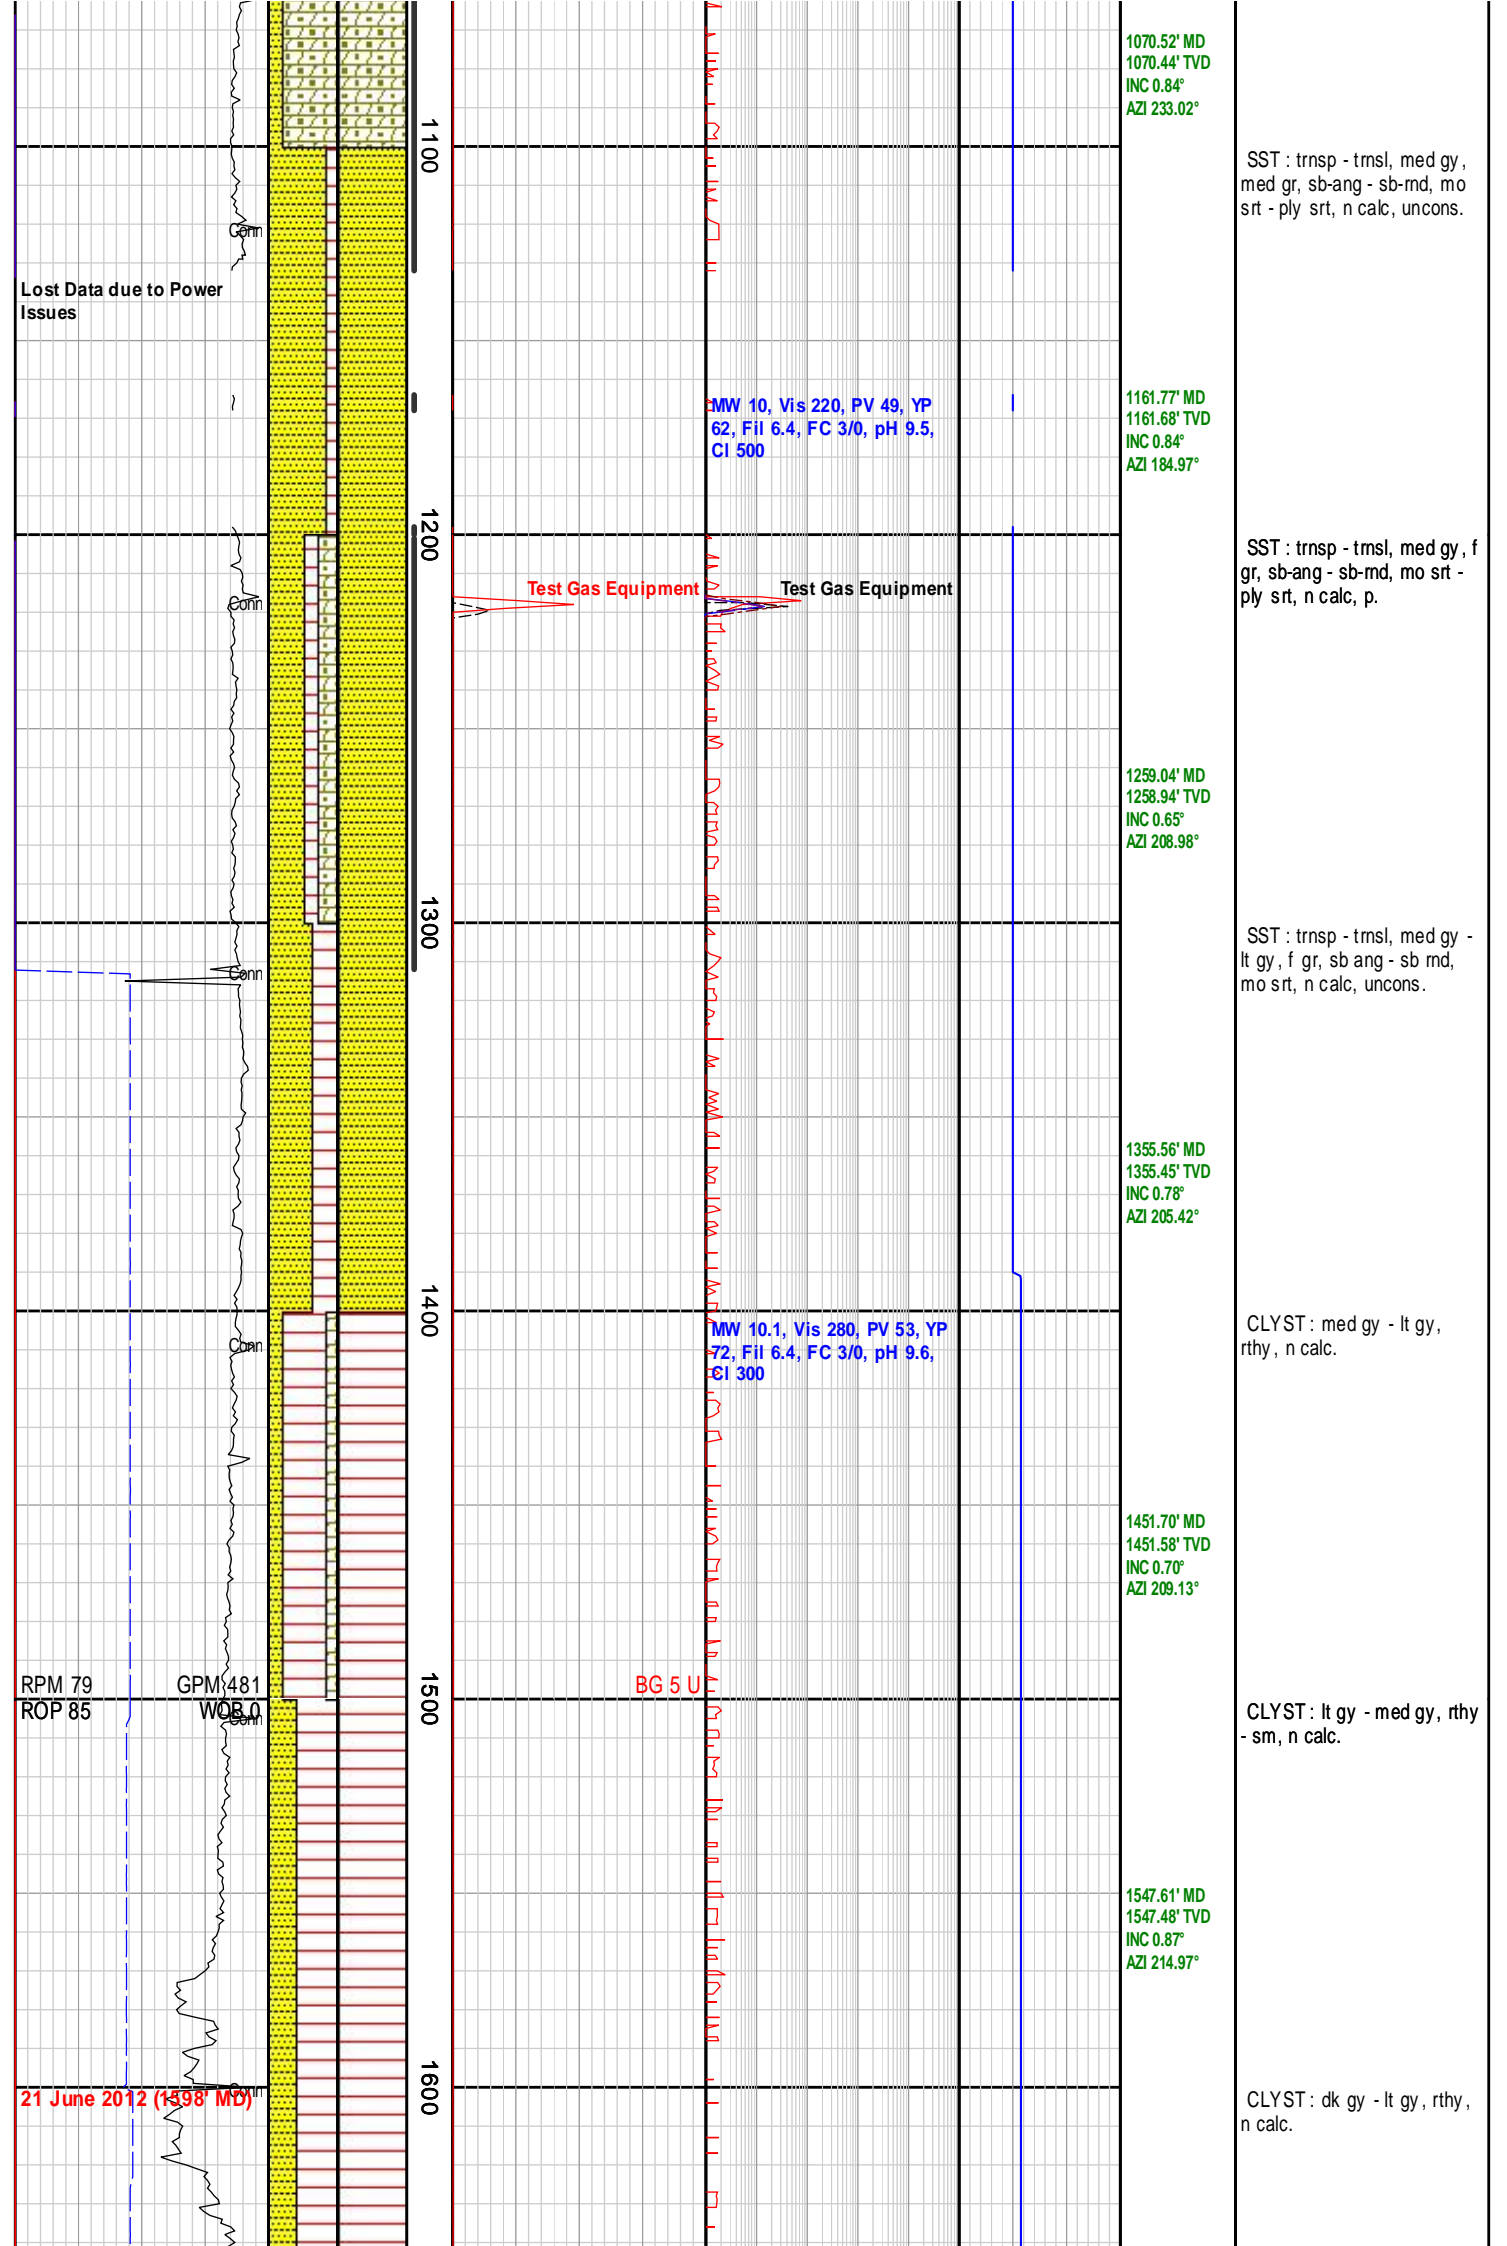 1070.52' MD
1070.44' TVD
INC 0.84°
AZI 233.02°
1100
SST : trnsp - trnsl, med gy,
med gr, sb-ang - sb-rnd, mo
srt - ply srt, n calc, uncons.
Conn
Lost Data due to Power
Issues
MW 10, Vis 220, PV 49, YP
62, Fil 6.4, FC 3/0, pH 9.5,
Cl 500
1161.77' MD
1161.68' TVD
INC 0.84°
AZI 184.97°
1200
SST : trnsp - trnsl, med gy, f
gr, sb-ang - sb-rnd, mo srt -
ply srt, n calc, p.
Test Gas Equipment
Test Gas Equipment
Conn
1259.04' MD
1258.94' TVD
INC 0.65°
AZI 208.98°
1300
SST : trnsp - trnsl, med gy -
lt gy, f gr, sb ang - sb rnd,
mo srt, n calc, uncons.
Conn
1355.56' MD
1355.45' TVD
INC 0.78°
AZI 205.42°
1400
MW 10.1, Vis 280, PV 53, YP
72, Fil 6.4, FC 3/0, pH 9.6,
Cl 300
CLYST : med gy - lt gy,
rthy, n calc.
Conn
1451.70' MD
1451.58' TVD
INC 0.70°
AZI 209.13°
RPM 79
GPM 481
BG 5 U
1500
ROP 85
WOB 0
Conn
CLYST : lt gy - med gy, rthy
- sm, n calc.
1547.61' MD
1547.48' TVD
INC 0.87°
AZI 214.97°
1600
Conn
21 June 2012 (1598' MD)
CLYST : dk gy - lt gy, rthy,
n calc.